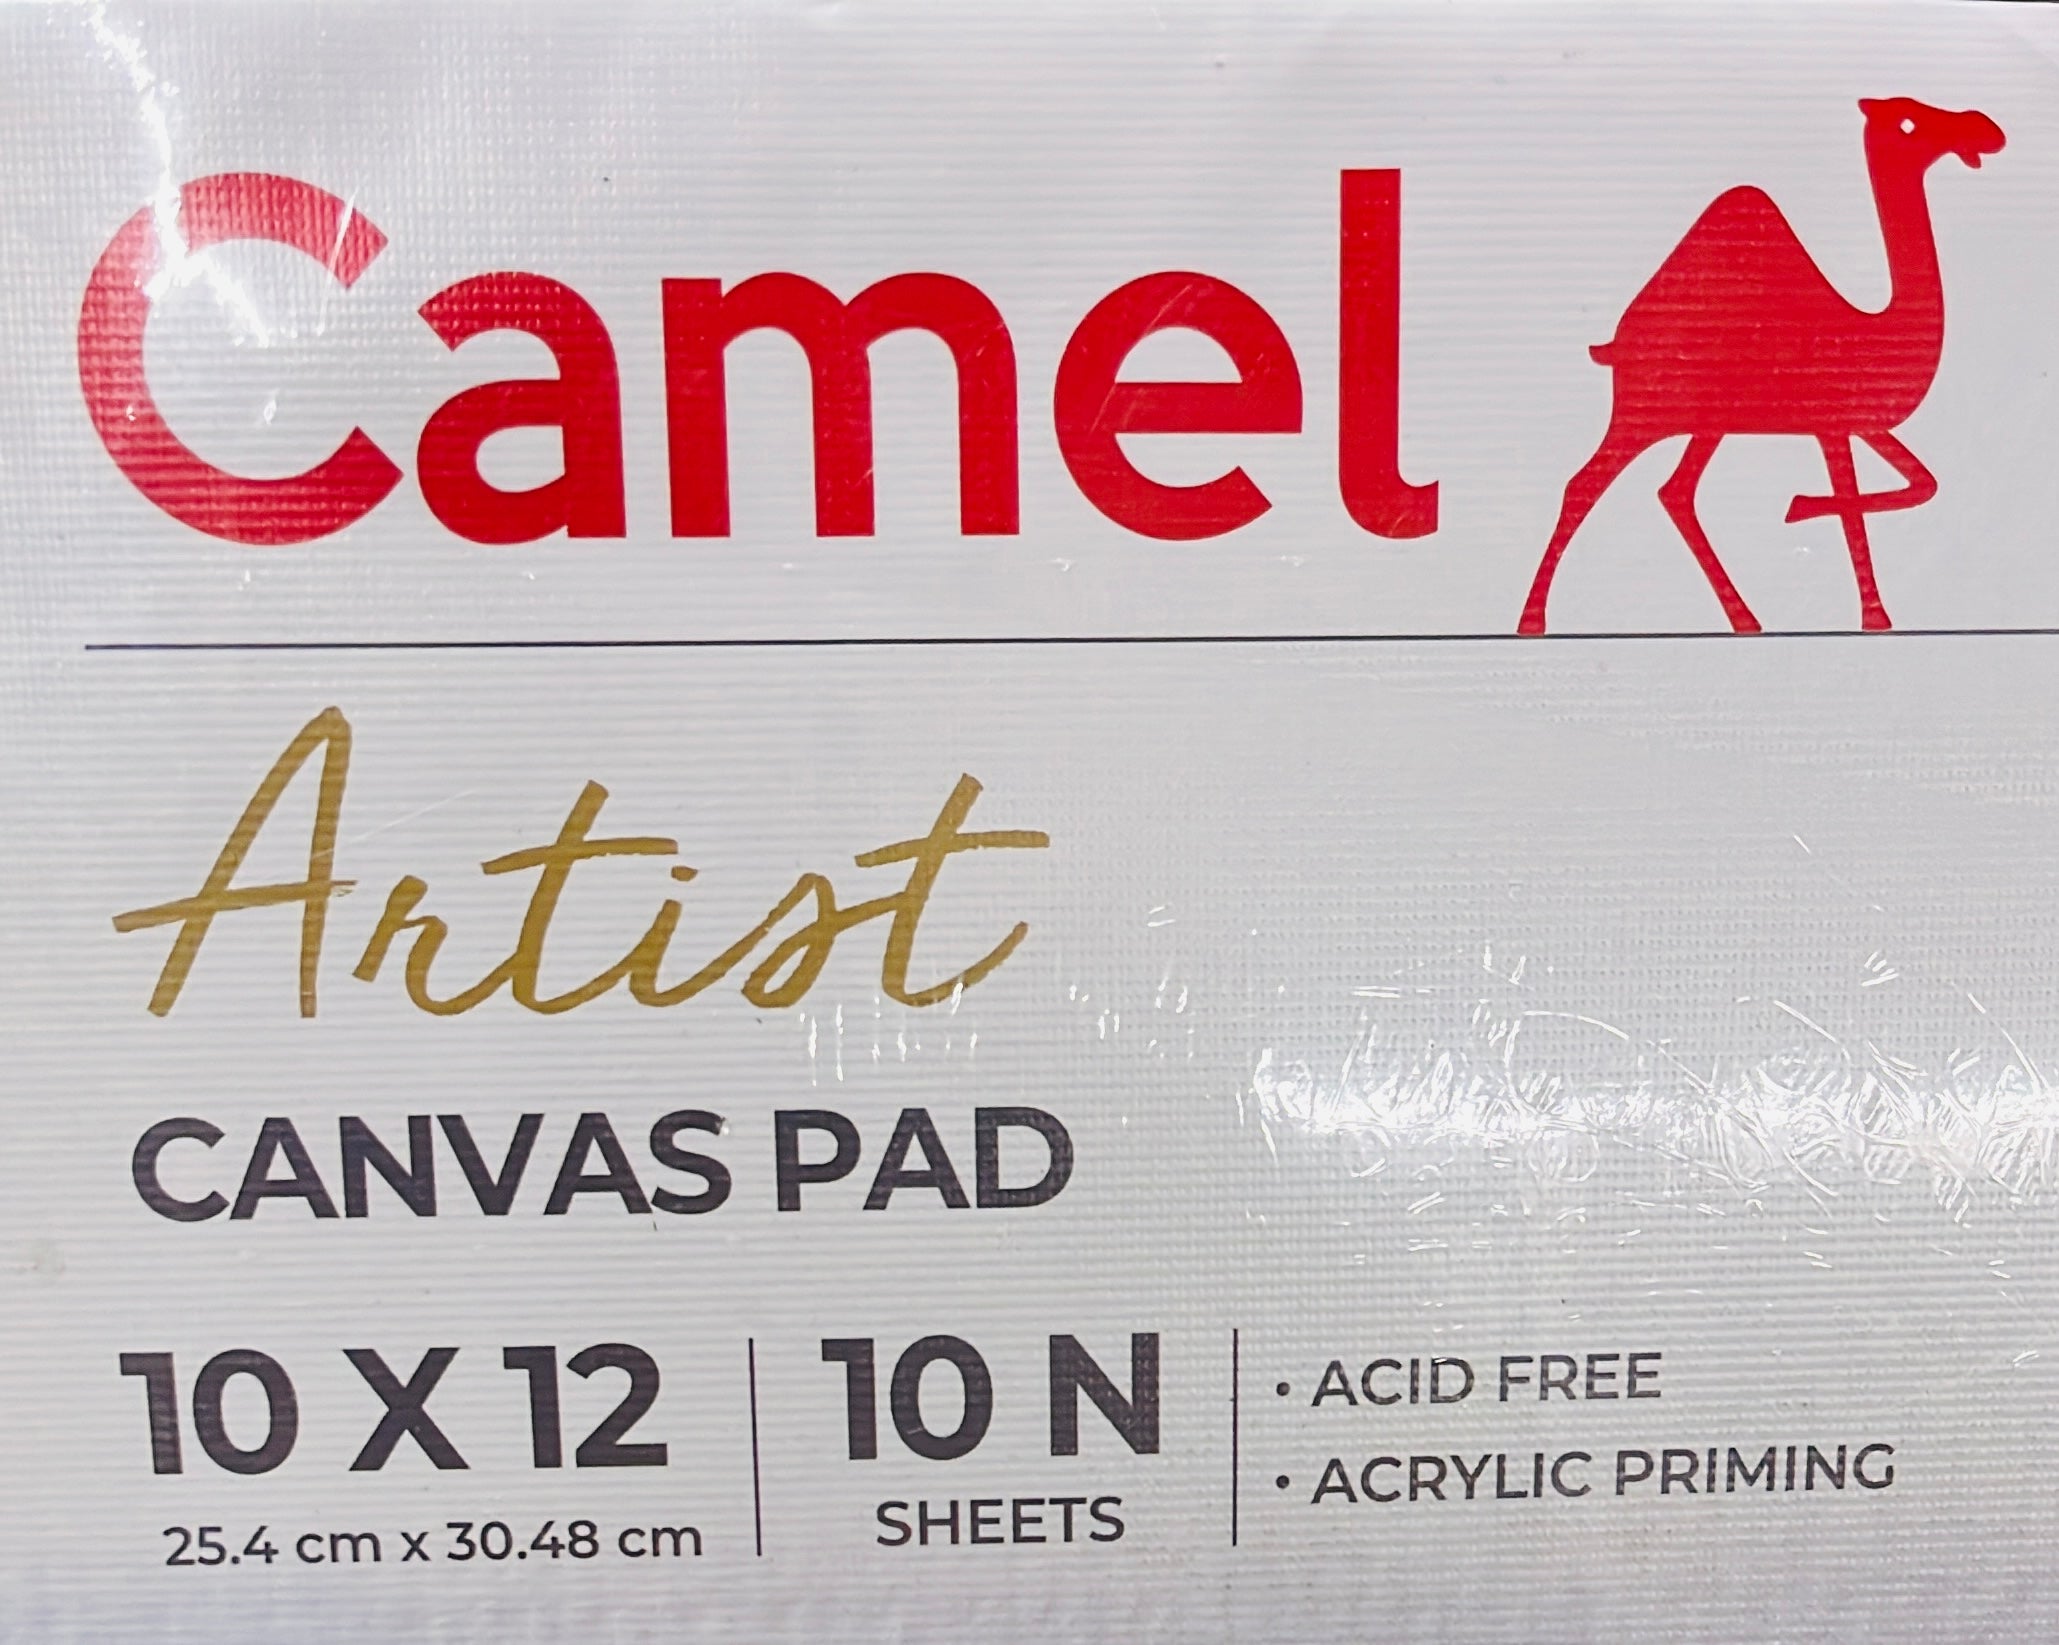 Camel
Artist
CANVAS PAD
10 X 12
25.4 cm x 30.48 cm
10 N
SHEETS
• ACID FREE
• ACRYLIC PRIMING